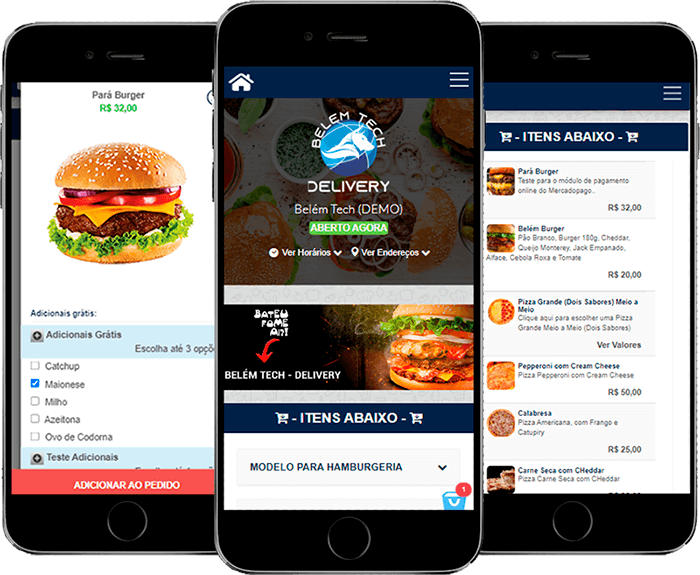 Pará Burger
R$ 32,00
Adicionais grátis:
Adicionais Grátis
Escolha até 3 opçõ
Catchup
Maionese
Milho
Azeitona
Ovo de Codorna
Teste Adicionais
ADICIONAR AO PEDIDO
BELÉM TECH
DELIVERY
Belém Tech (DEMO)
ABERTO AGORA
Ver Horários
Ver Endereços
BATEU
FOME
AN!
BELÉM TECH - DELIVERY
- ITENS ABAIXO -
MODELO PARA HAMBURGERIA
1
- ITENS ABAIXO -
Pará Burger
Teste para o módulo de pagamento
online do Mercadopago..
R$ 32,00
Belém Burger
Pão Branco, Burger 180g, Cheddar,
Queijo Monterey, Jack Empanado,
Alface, Cebola Roxa e Tomate
R$ 20,00
Pizza Grande (Dois Sabores) Meio a
Meio
Clique aqui para escolher uma Pizza
Grande Meio a Meio (Dois Sabores)
Ver Valores
Pepperoni com Cream Cheese
Pizza Pepperoni com Cream Cheese
R$ 50,00
Calabresa
Pizza Americana, com Frango e
Catupiry
R$ 25,00
Carne Seca com CHeddar
Pizza Carne Seca com CHeddar